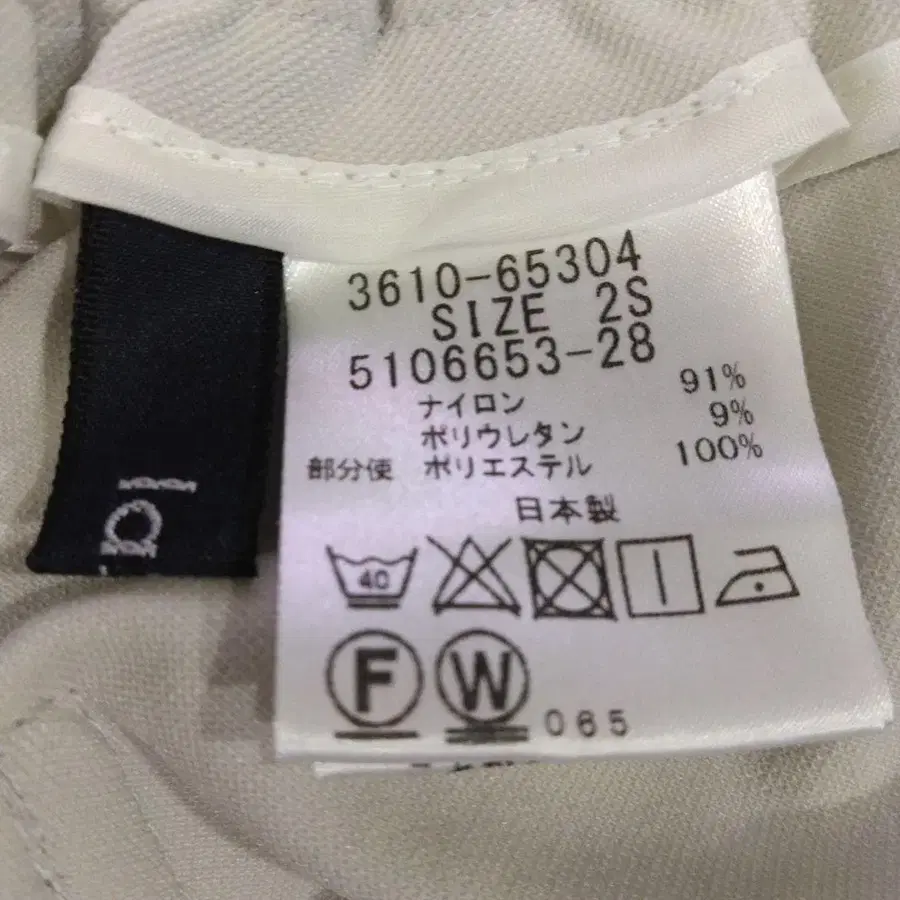 3610-65304
SIZE 2S
5106653-28
ナイロン 91%
ポリウレタン 9%
部分使 ポリエステル 100%
日本製
40
F W 065